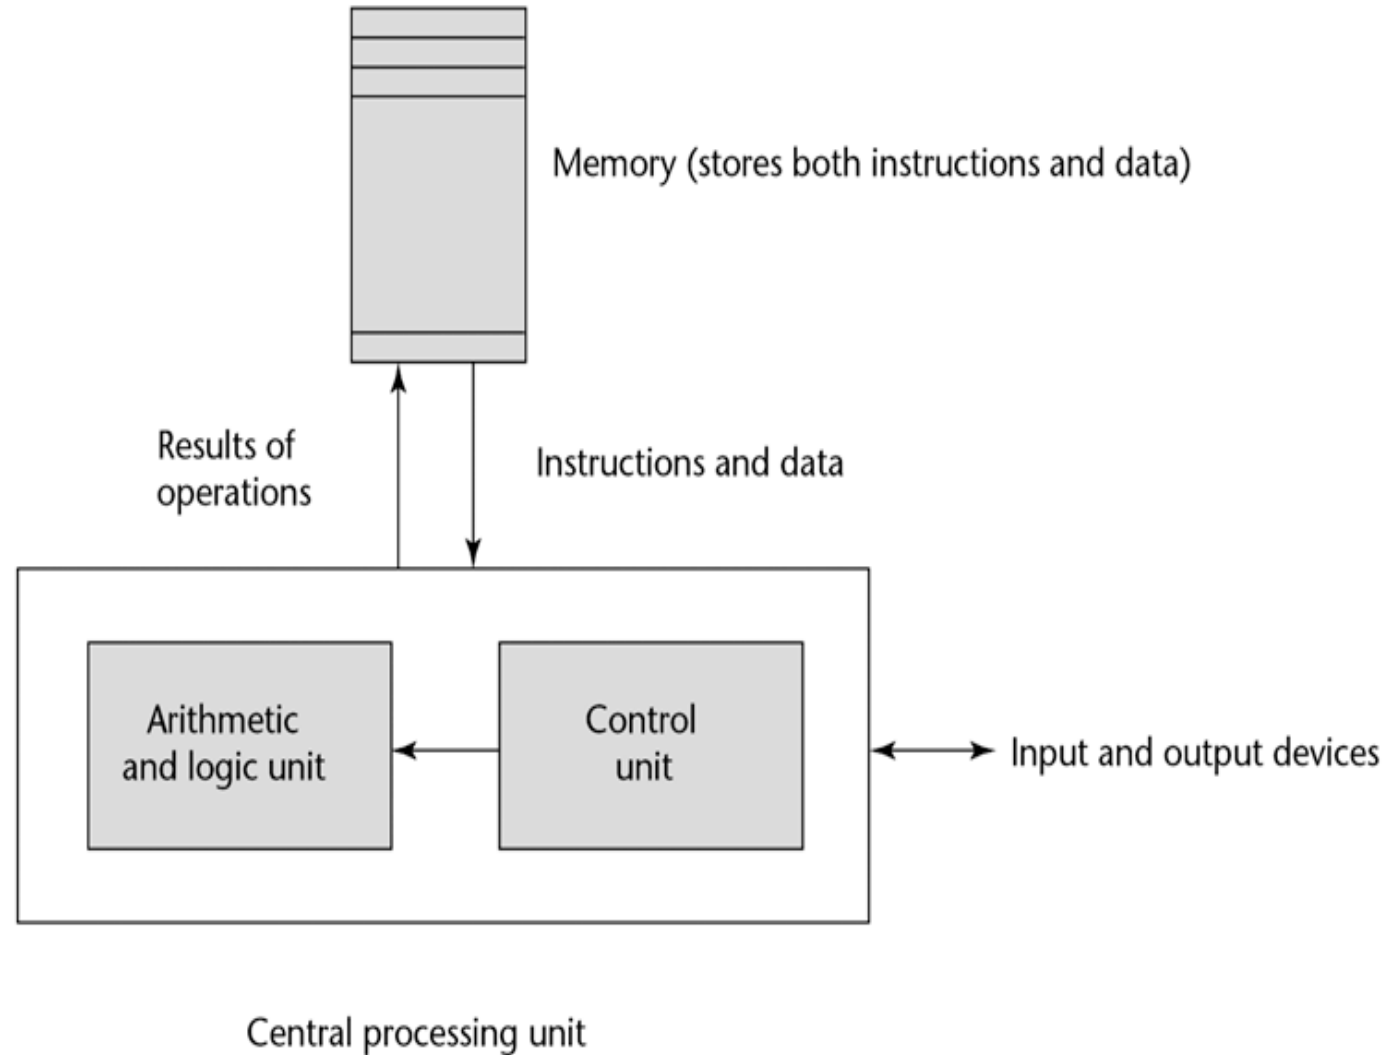 Memory (stores both instructions and data)
Results of
operations
Instructions and data
Arithmetic
and logic unit
Control
unit
Input and output devices
Central processing unit